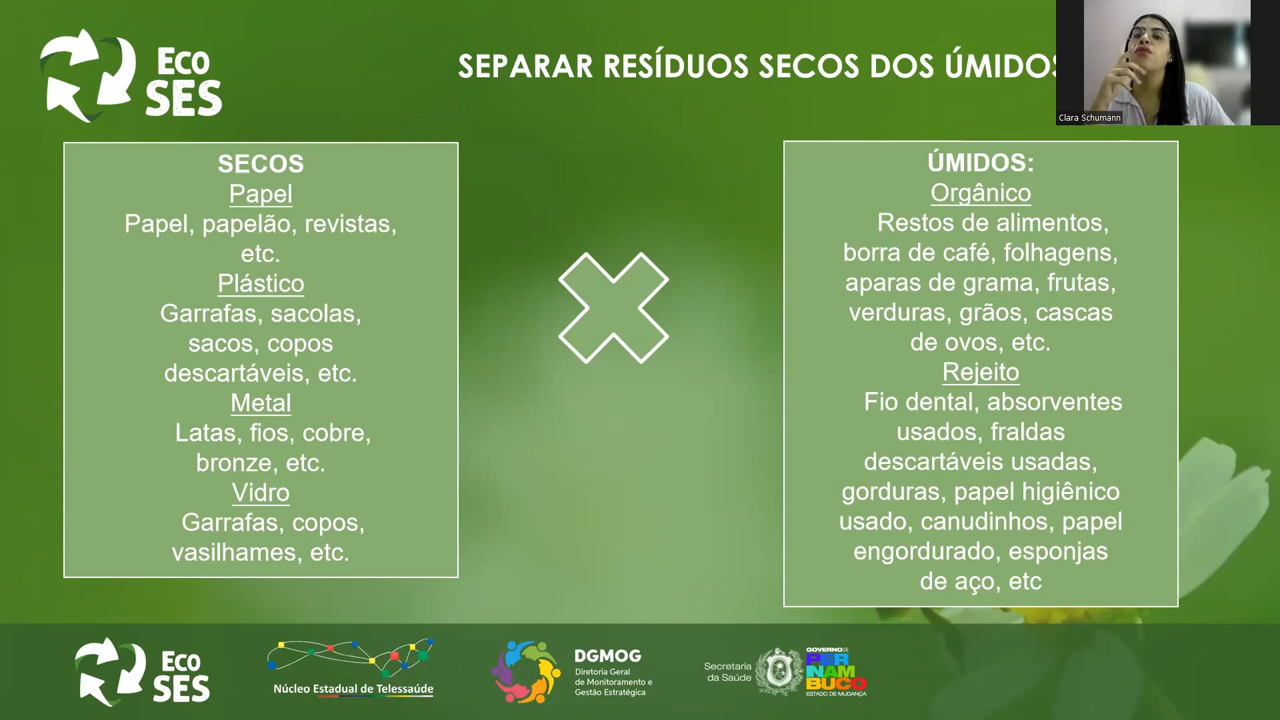 Eco
SES
SEPARAR RESÍDUOS SECOS DOS ÚMIDOS
Clara Schumann
SECOS
Papel
Papel, papelão, revistas,
etc.
Plástico
Garrafas, sacolas,
sacos, copos
descartáveis, etc.
Metal
Latas, fios, cobre,
bronze, etc.
Vidro
Garrafas, copos,
vasilhames, etc.
ÚMIDOS:
Orgânico
Restos de alimentos,
borra de café, folhagens,
aparas de grama, frutas,
verduras, grãos, cascas
de ovos, etc.
Rejeito
Fio dental, absorventes
usados, fraldas
descartáveis usadas,
gorduras, papel higiênico
usado, canudinhos, papel
engordurado, esponjas
de aço, etc
Eco
SES
Núcleo Estadual de Telessaúde
DGMOG
Diretoria Geral
de Monitoramento e
Gestão Estratégica
Secretaria
da Saúde
GOVERNO DE
PER
NAM
BUCO
ESTADO DE MUDANÇA